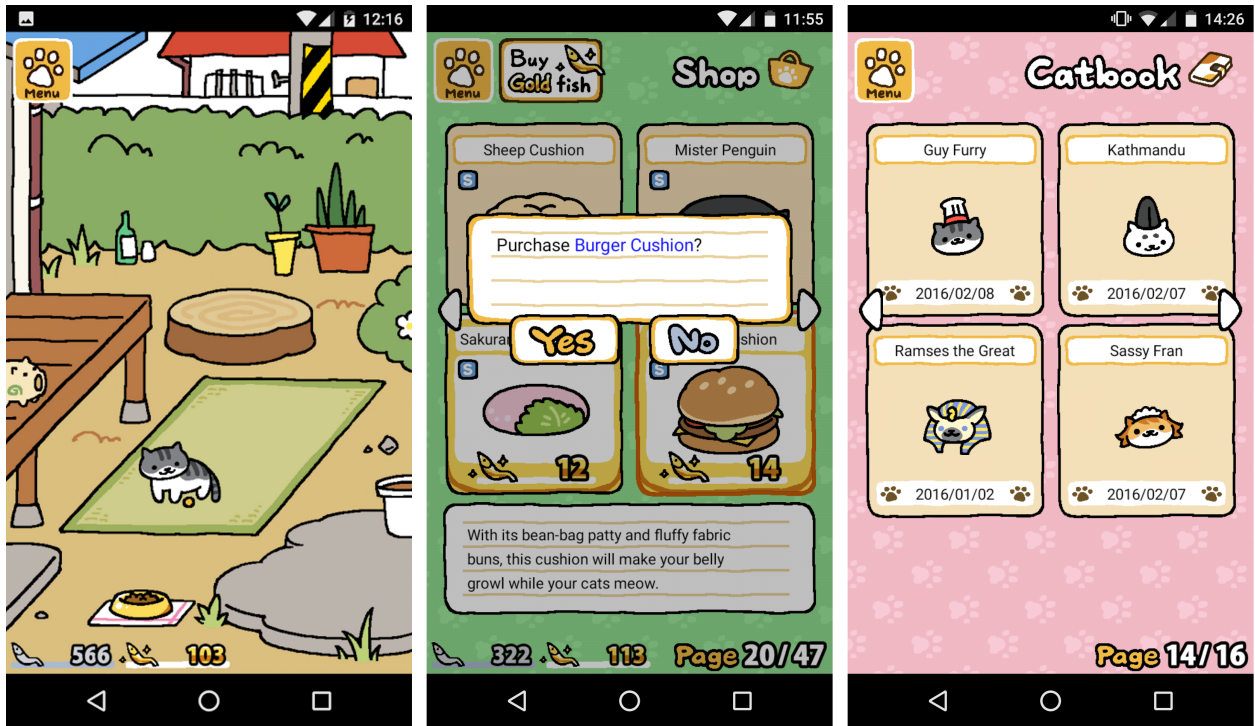 12:16
Menu
566
103
11:55
Menu
Buy
Gold fish
Shop
Sheep Cushion
Mister Penguin
S
S
Purchase Burger Cushion?
Yes
No
shion
S
S
12
14
With its bean-bag patty and fluffy fabric
buns, this cushion will make your belly
growl while your cats meow.
322
113
Page 20/47
14:26
Menu
Catbook
Guy Furry
Kathmandu
2016/02/08
2016/02/07
Ramses the Great
Sassy Fran
2016/01/02
2016/02/07
Page 14/16